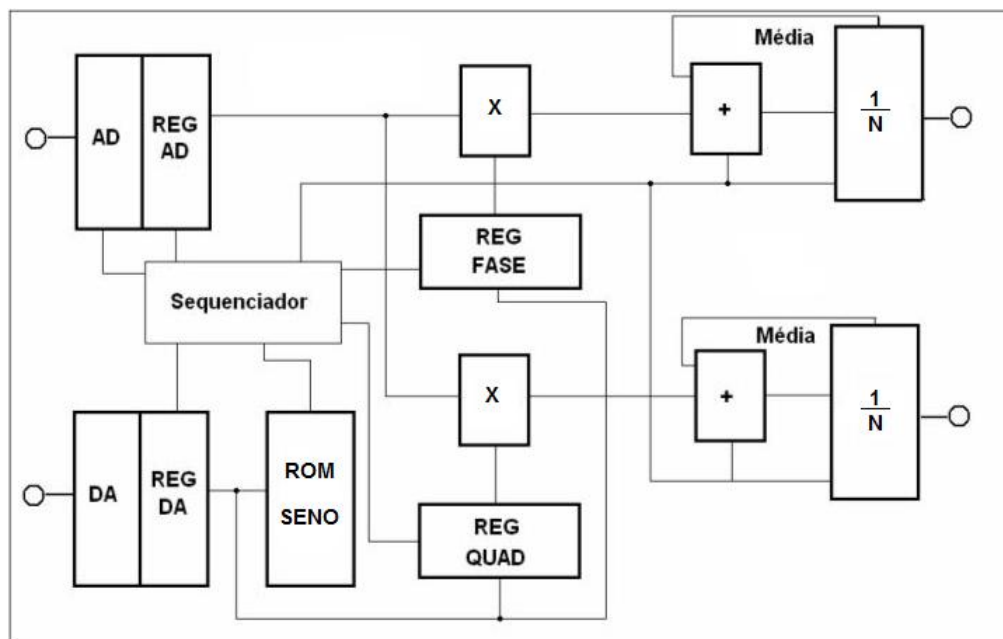 Média
AD
REG
AD
X
+
1
N
REG
FASE
Sequenciador
Média
X
+
1
N
DA
REG
DA
ROM
SENO
REG
QUAD